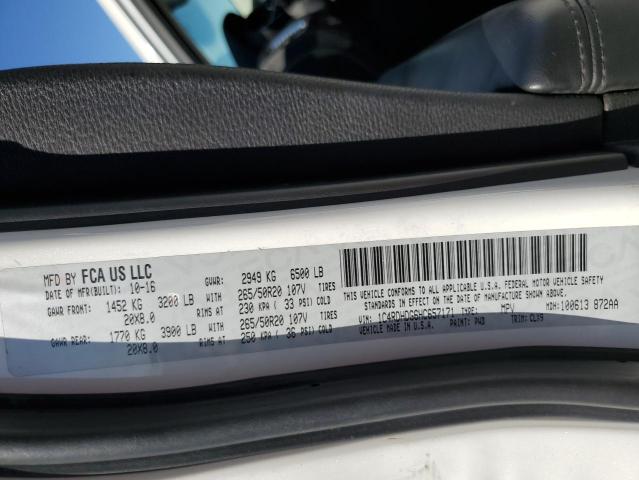 MFD BY FCA US LLC
DATE OF MFR(BUILT): 10-16 GVWR: 2949 KG 6500 LB
GAWR FRONT: 1452 KG 3200 LB WITH 265/50R20 107V TIRES
20X8.0 RIMS AT 230 KPA ( 33 PSI) COLD
GAWR REAR: 1770 KG 3900 LB WITH 265/50R20 107V TIRES
20X8.0 RIMS AT 250 KPA ( 36 PSI) COLD
THIS VEHICLE CONFORMS TO ALL APPLICABLE U.S.A. FEDERAL MOTOR VEHICLE SAFETY
STANDARDS IN EFFECT ON THE DATE OF MANUFACTURE SHOWN
VEHICLE MADE IN U.S.A.
V.I.N.: 1C4RDHDG6HC657171 TYPE: MPV MDH: 100613 872AA
PAINT: PW3 TRIM: CLX9